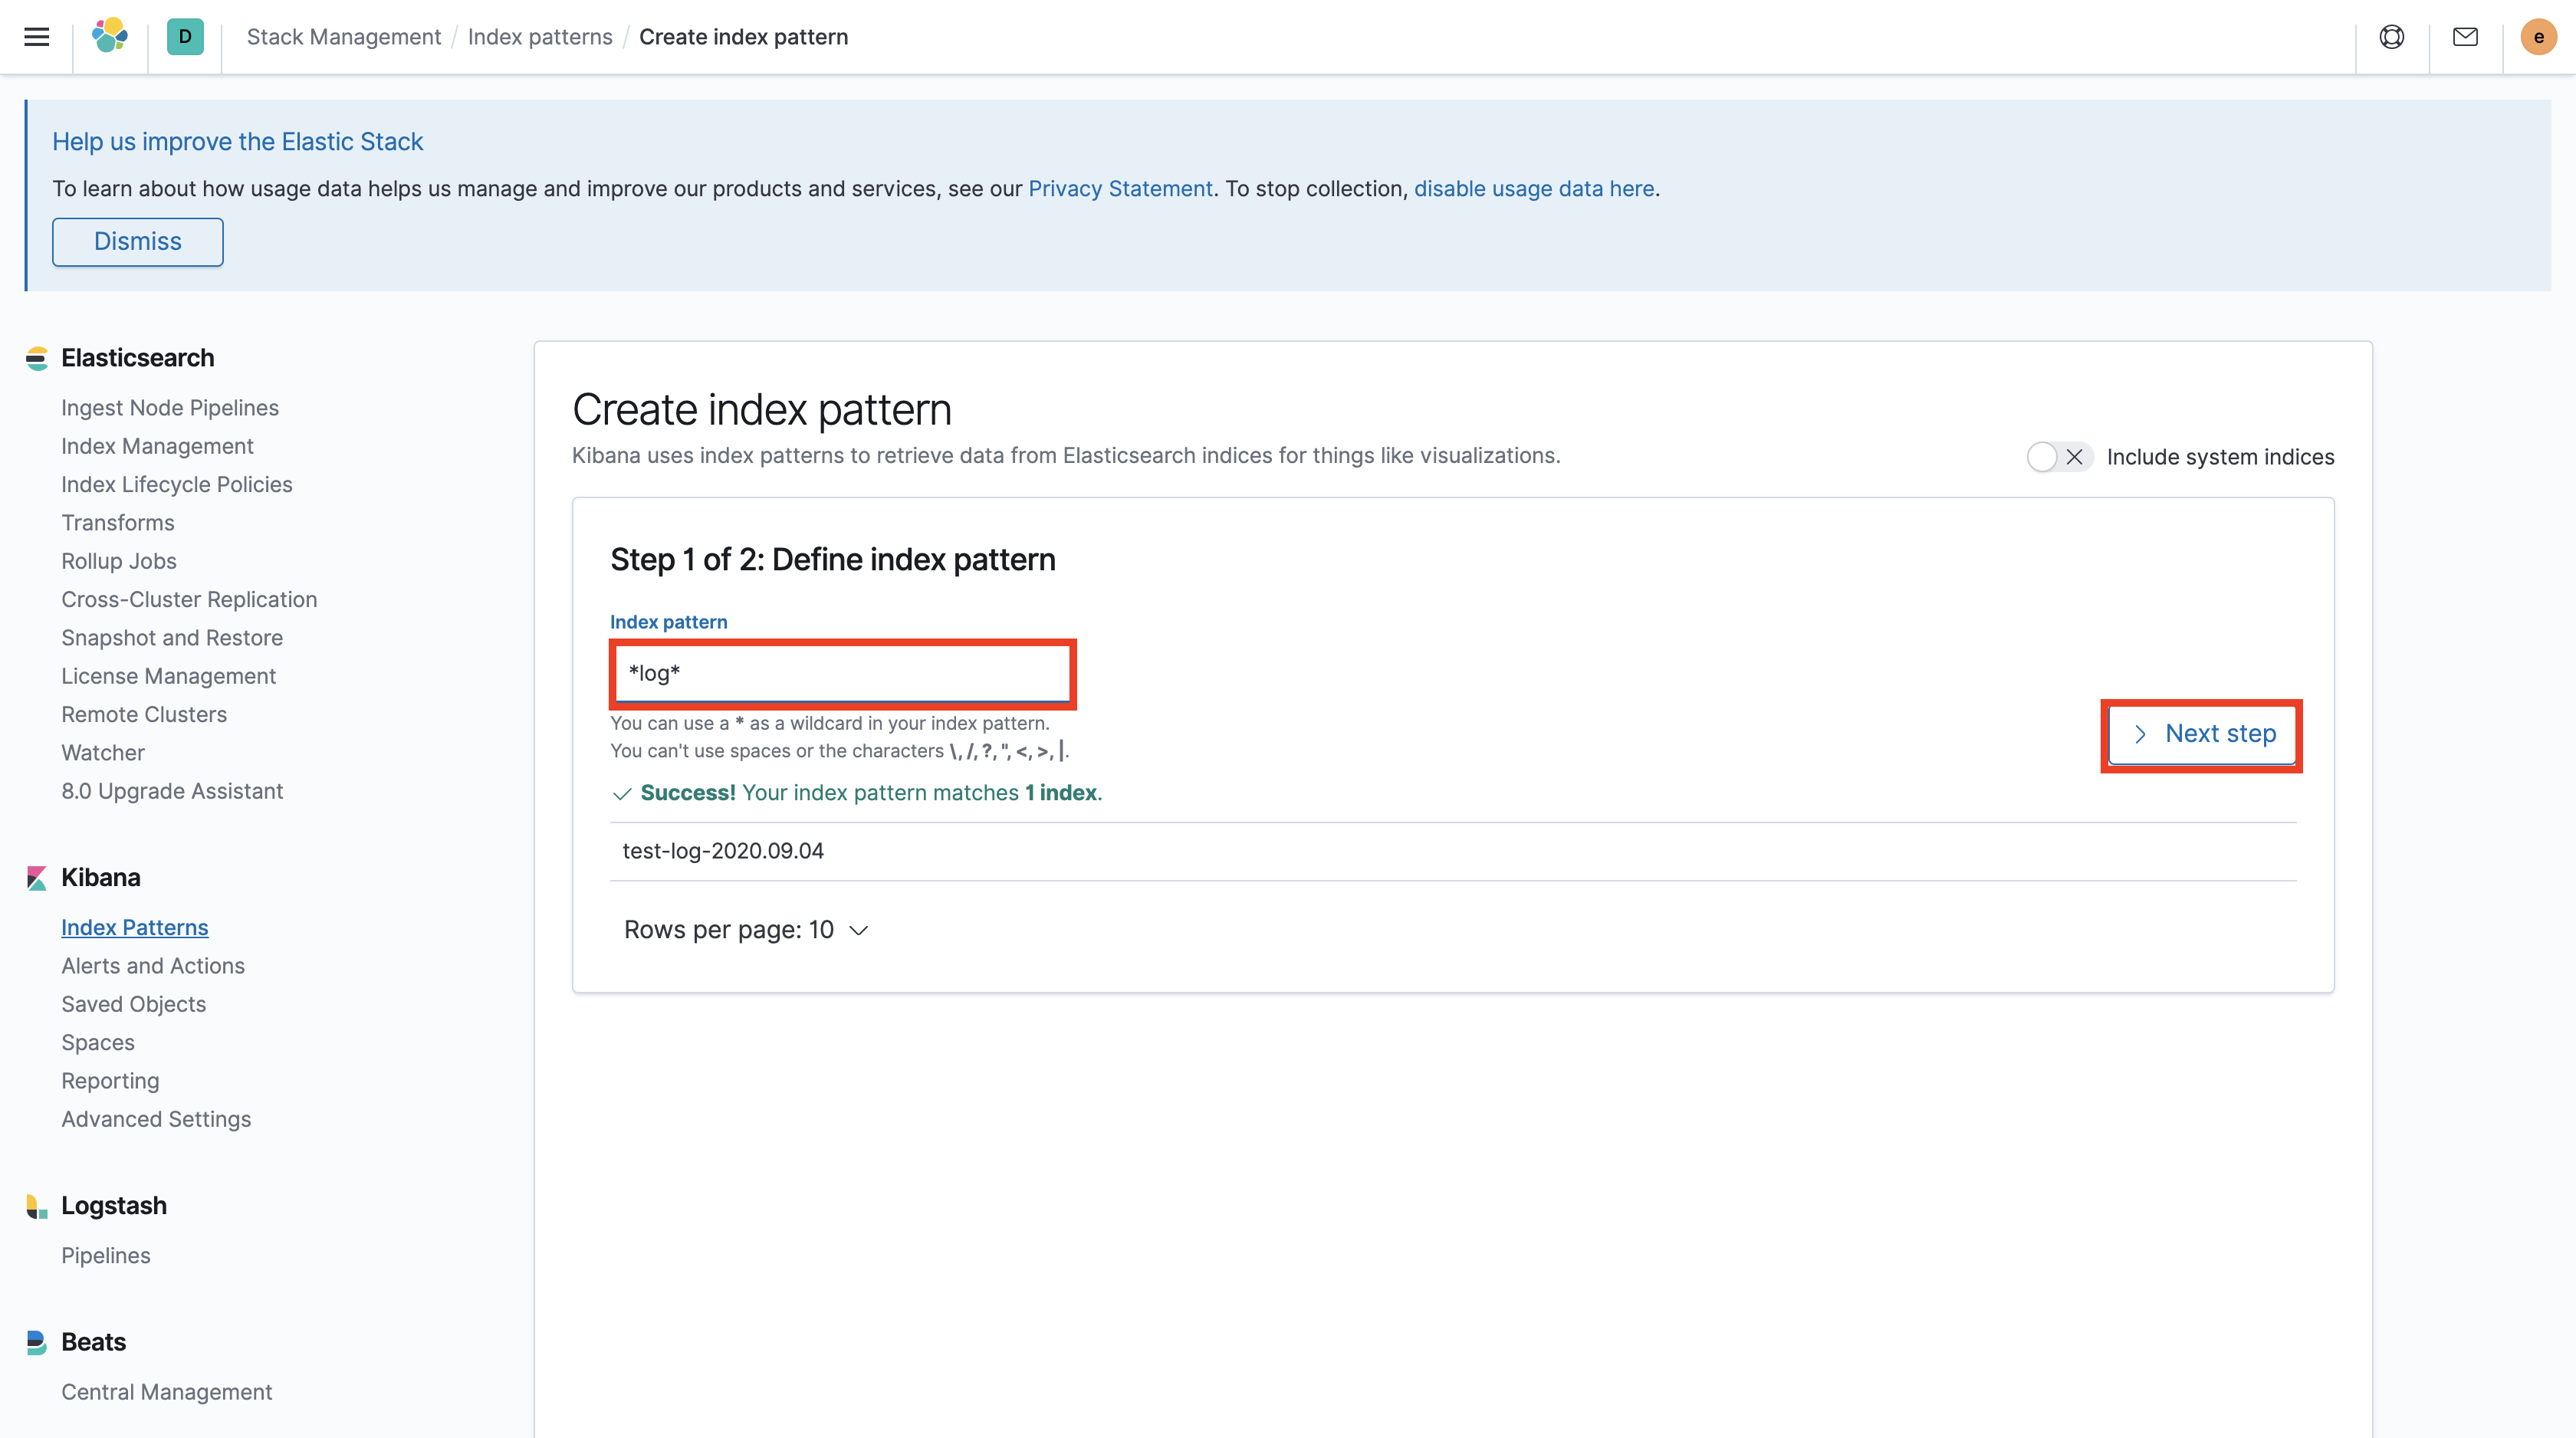 D Stack Management / Index patterns / Create index pattern e
Help us improve the Elastic Stack
To learn about how usage data helps us manage and improve our products and services, see our Privacy Statement. To stop collection, disable usage data here.
Dismiss
Elasticsearch
Ingest Node Pipelines
Index Management
Index Lifecycle Policies
Transforms
Rollup Jobs
Cross-Cluster Replication
Snapshot and Restore
License Management
Remote Clusters
Watcher
8.0 Upgrade Assistant
Kibana
Index Patterns
Alerts and Actions
Saved Objects
Spaces
Reporting
Advanced Settings
Logstash
Pipelines
Beats
Central Management
Create index pattern
Kibana uses index patterns to retrieve data from Elasticsearch indices for things like visualizations.
Include system indices
Step 1 of 2: Define index pattern
Index pattern
*log*
You can use a * as a wildcard in your index pattern.
You can't use spaces or the characters \, /, ?, ", <, >, |.
Next step
Success! Your index pattern matches 1 index.
test-log-2020.09.04
Rows per page: 10